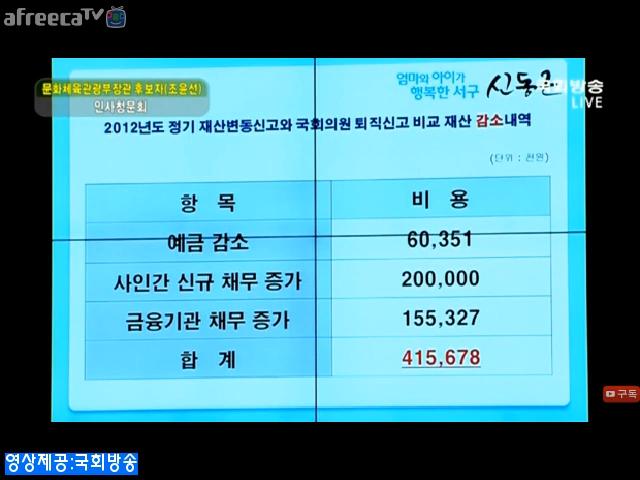 afreecaTV
문화체육관광부장관 후보자(조윤선)
인사청문회
엄마와 아이가
행복한 서구
신동근
국회방송
LIVE
2012년도 정기 재산변동신고와 국회의원 퇴직신고 비교 재산 감소내역
(단위 : 천원)
항 목 비 용
예금 감소 60,351
사인간 신규 채무 증가 200,000
금융기관 채무 증가 155,327
합 계 415,678
구독
영상제공:국회방송